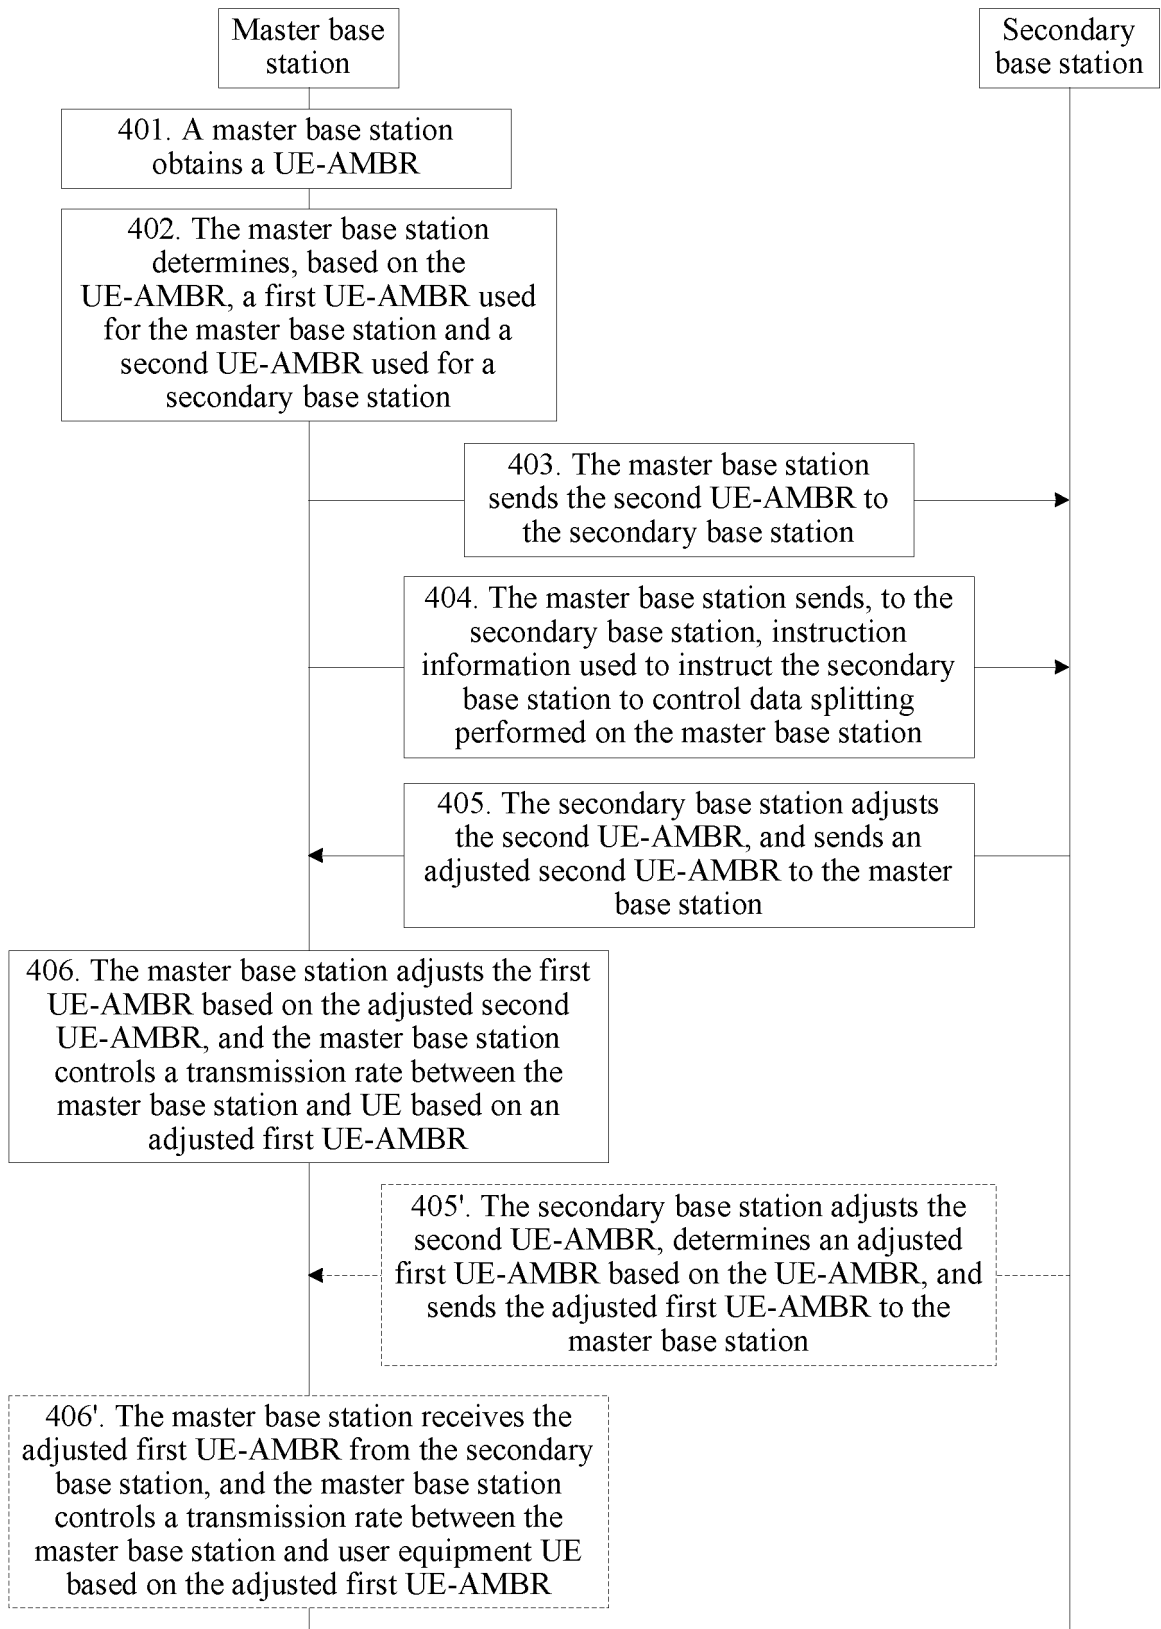 Master base
station
Secondary
base station
401. A master base station
obtains a UE-AMBR
402. The master base station
determines, based on the
UE-AMBR, a first UE-AMBR used
for the master base station and a
second UE-AMBR used for a
secondary base station
403. The master base station
sends the second UE-AMBR to
the secondary base station
404. The master base station sends, to the
secondary base station, instruction
information used to instruct the secondary
base station to control data splitting
performed on the master base station
405. The secondary base station adjusts
the second UE-AMBR, and sends an
adjusted second UE-AMBR to the master
base station
406. The master base station adjusts the first
UE-AMBR based on the adjusted second
UE-AMBR, and the master base station
controls a transmission rate between the
master base station and UE based on an
adjusted first UE-AMBR
405'. The secondary base station adjusts the
second UE-AMBR, determines an adjusted
first UE-AMBR based on the UE-AMBR, and
sends the adjusted first UE-AMBR to the
master base station
406'. The master base station receives the
adjusted first UE-AMBR from the secondary
base station, and the master base station
controls a transmission rate between the
master base station and user equipment UE
based on the adjusted first UE-AMBR